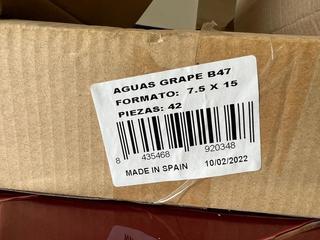 AGUAS GRAPE B47
FORMATO: 7.5 X 15
PIEZAS: 42
8 435468 920348
MADE IN SPAIN 10/02/2022